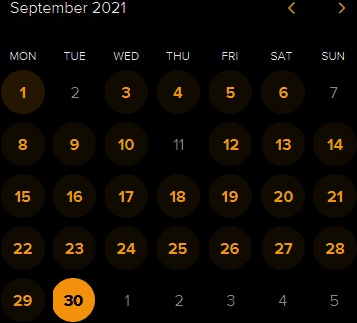 September 2021
MON TUE WED THU FRI SAT SUN
1 2 3 4 5 6 7
8 9 10 11 12 13 14
15 16 17 18 19 20 21
22 23 24 25 26 27 28
29 30 1 2 3 4 5